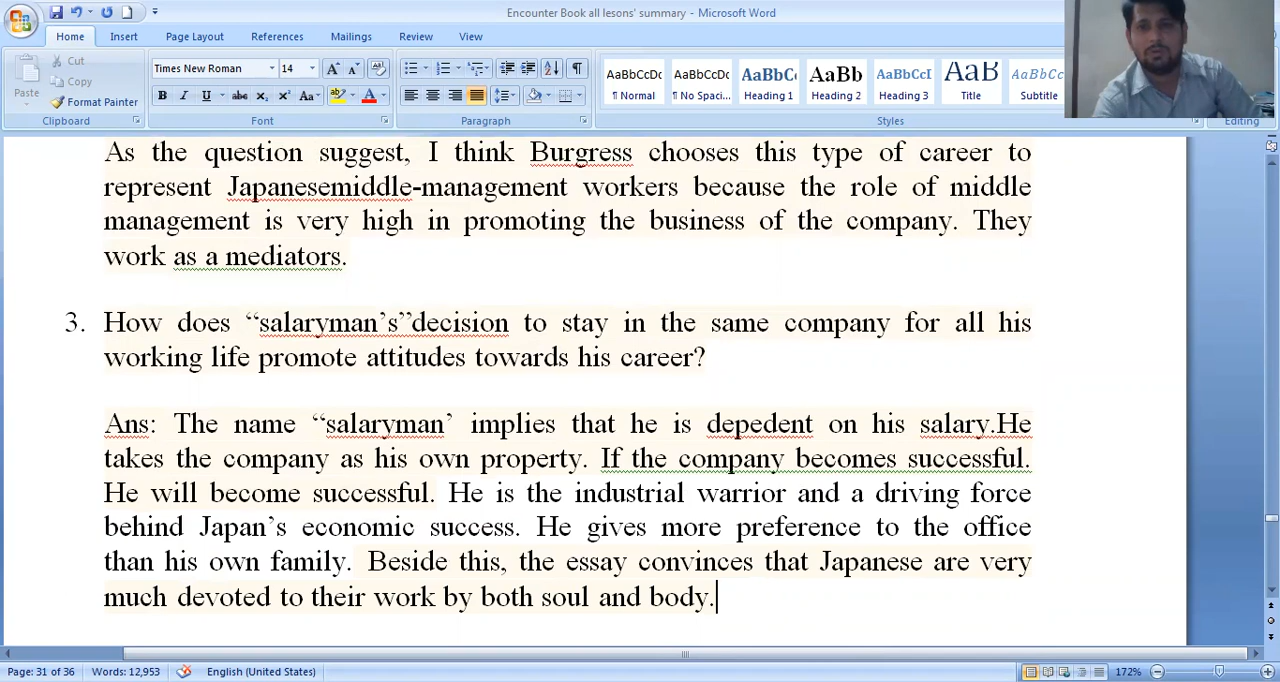 Encounter Book all lesons' summary - Microsoft Word
Home Insert Page Layout References Mailings Review View
Cut
Copy
Format Painter
Paste
Clipboard
Times New Roman 14
Font
Paragraph
AaBbCcDc AaBbCcDc AaBbC AaBb AaBbCcI AaB AaBbCcL
¶ Normal ¶ No Spaci... Heading 1 Heading 2 Heading 3 Title Subtitle
Styles
Editing
As the question suggest, I think Burgress chooses this type of career to
represent Japanesemiddle-management workers because the role of middle
management is very high in promoting the business of the company. They
work as a mediators.
3. How does “salaryman’s”decision to stay in the same company for all his
working life promote attitudes towards his career?
Ans: The name “salaryman’ implies that he is depedent on his salary.He
takes the company as his own property. If the company becomes successful.
He will become successful. He is the industrial warrior and a driving force
behind Japan’s economic success. He gives more preference to the office
than his own family. Beside this, the essay convinces that Japanese are very
much devoted to their work by both soul and body.
Page: 31 of 36 Words: 12,953 English (United States) 172%